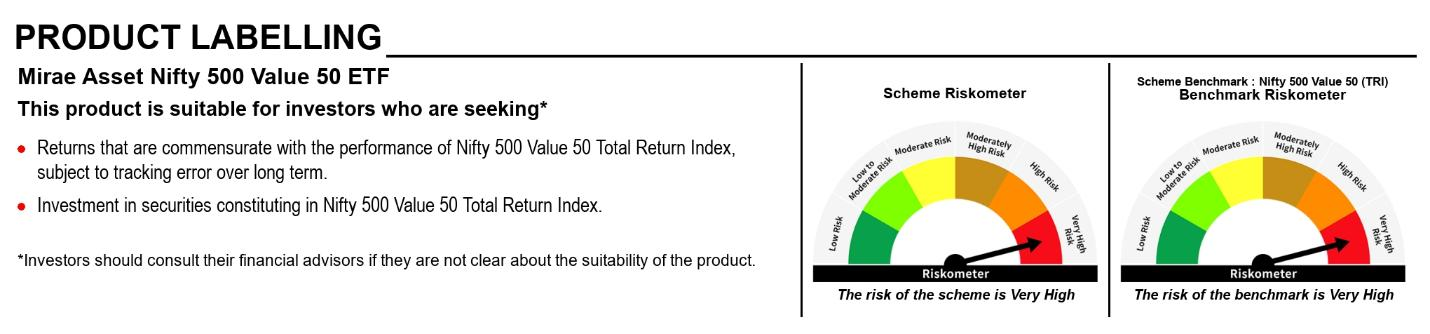 PRODUCT LABELLING
Mirae Asset Nifty 500 Value 50 ETF
This product is suitable for investors who are seeking*
Returns that are commensurate with the performance of Nifty 500 Value 50 Total Return Index,
subject to tracking error over long term.
Investment in securities constituting in Nifty 500 Value 50 Total Return Index.
*Investors should consult their financial advisors if they are not clear about the suitability of the product.
Scheme Riskometer
Low Risk
Low to
Moderate Risk
Moderate Risk
Moderately
High Risk
High Risk
Very High
Risk
Riskometer
The risk of the scheme is Very High
Scheme Benchmark : Nifty 500 Value 50 (TRI)
Benchmark Riskometer
Low Risk
Low to
Moderate Risk
Moderate Risk
Moderately
High Risk
High Risk
Very High
Risk
Riskometer
The risk of the benchmark is Very High